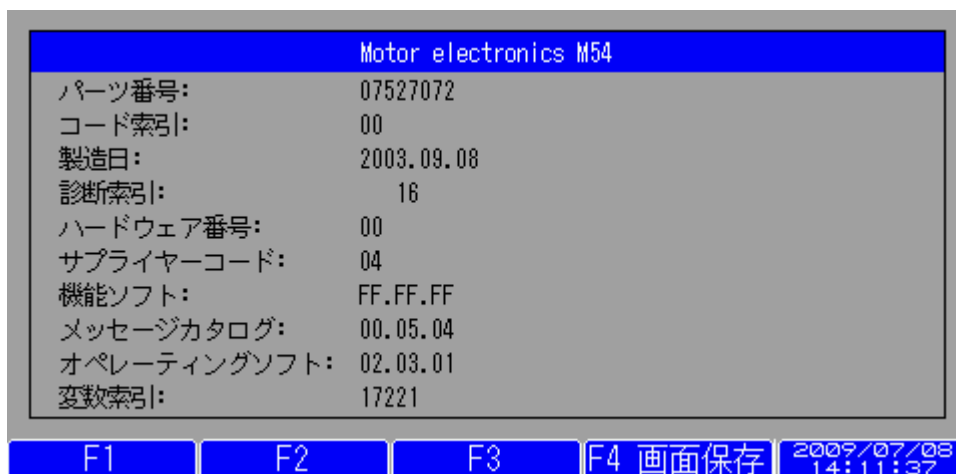 Motor electronics M54
パーツ番号: 07527072
コード索引: 00
製造日: 2003.09.08
診断索引: 16
ハードウェア番号: 00
サプライヤーコード: 04
機能ソフト: FF.FF.FF
メッセージカタログ: 00.05.04
オペレーティングソフト: 02.03.01
変数索引: 17221
F1 F2 F3 F4 画面保存 2009/07/08
14:11:37